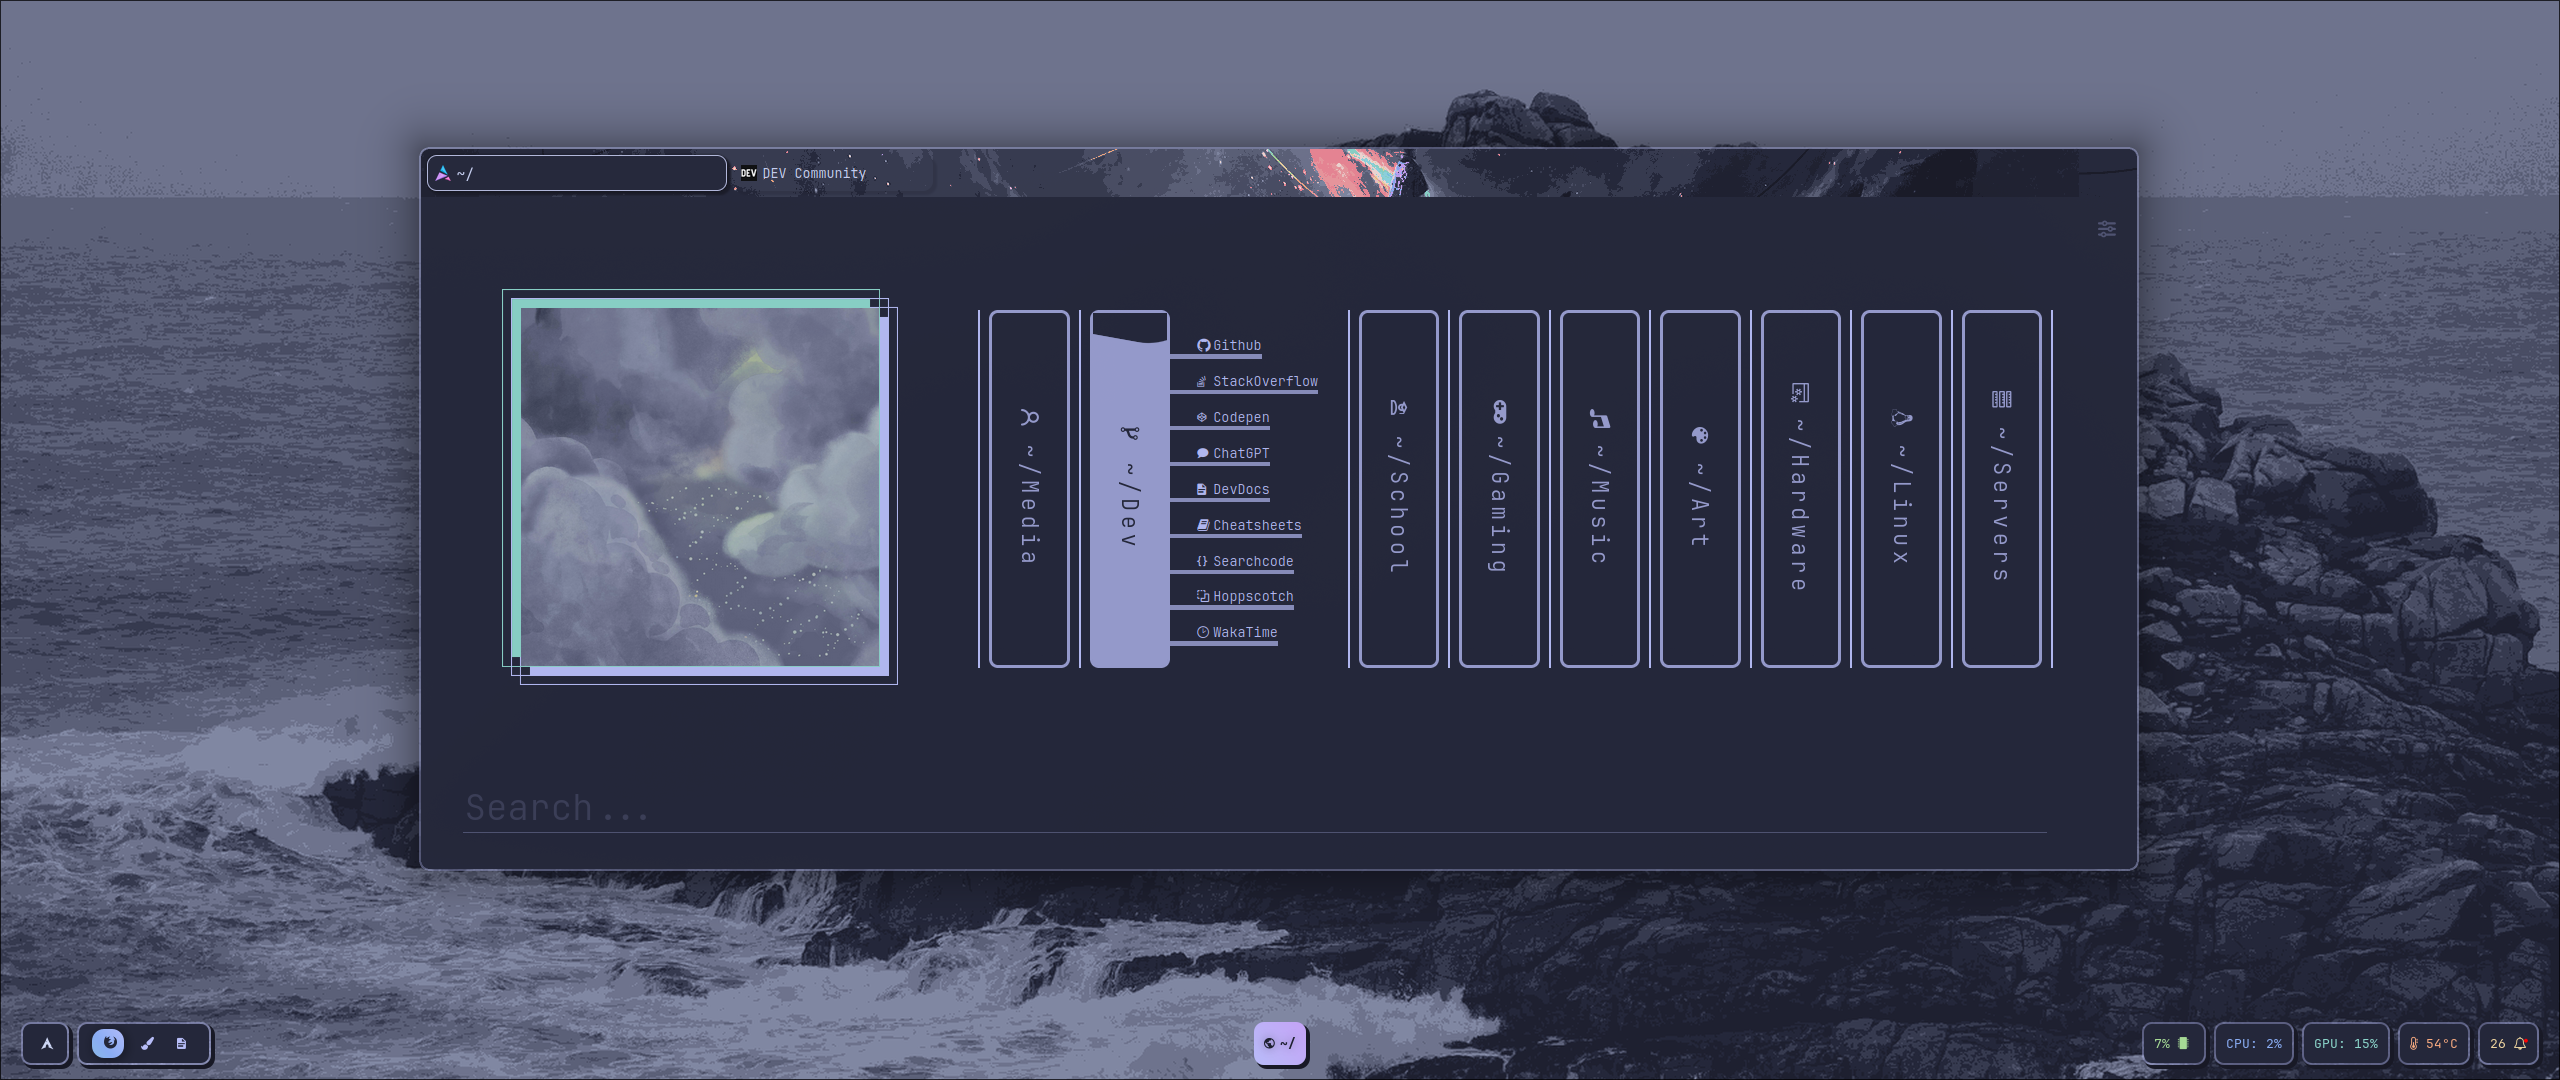 ~/
DEV DEV Community
~/Media
~/Dev
Github
StackOverflow
Codepen
ChatGPT
DevDocs
Cheatsheets
Searchcode
Hoppscotch
WakaTime
~/School
~/Gaming
~/Music
~/Art
~/Hardware
~/Linux
~/Servers
Search...
~/
7%
CPU: 2%
GPU: 15%
54°C
26